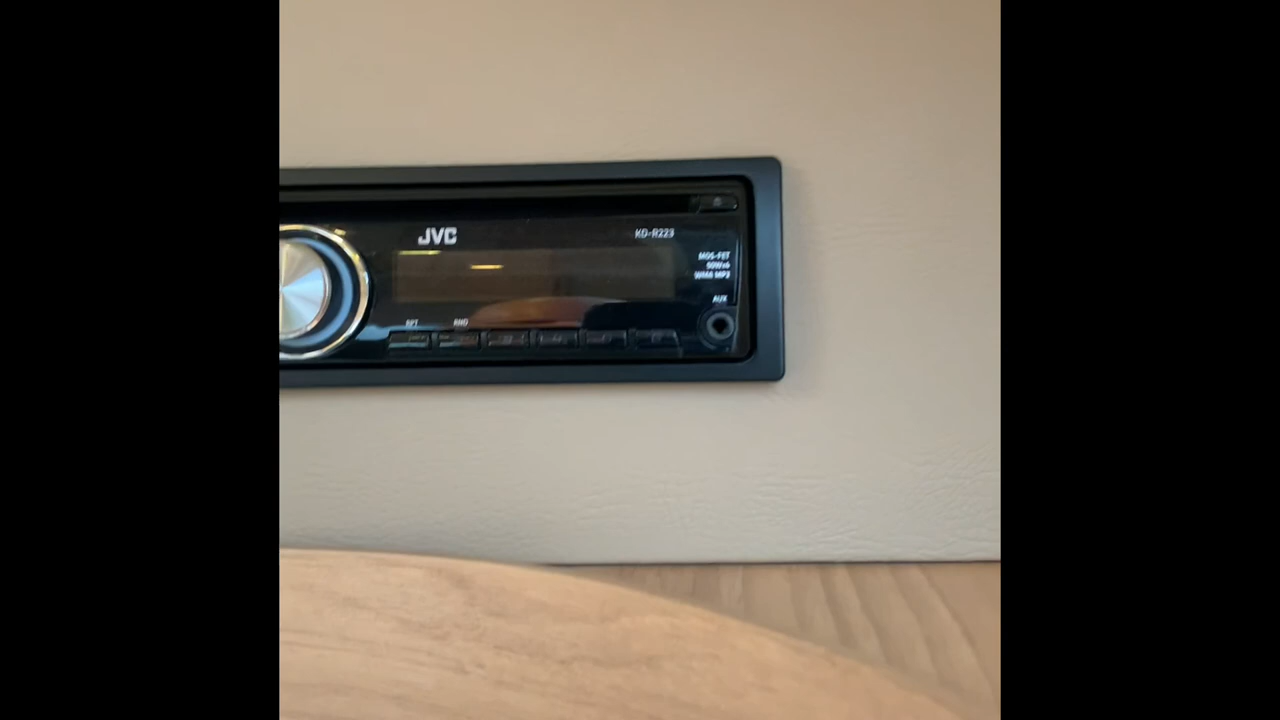 JVC
KD-R223
MOS-FET
50Wx4
WMA MP3
AUX
RPT
RND